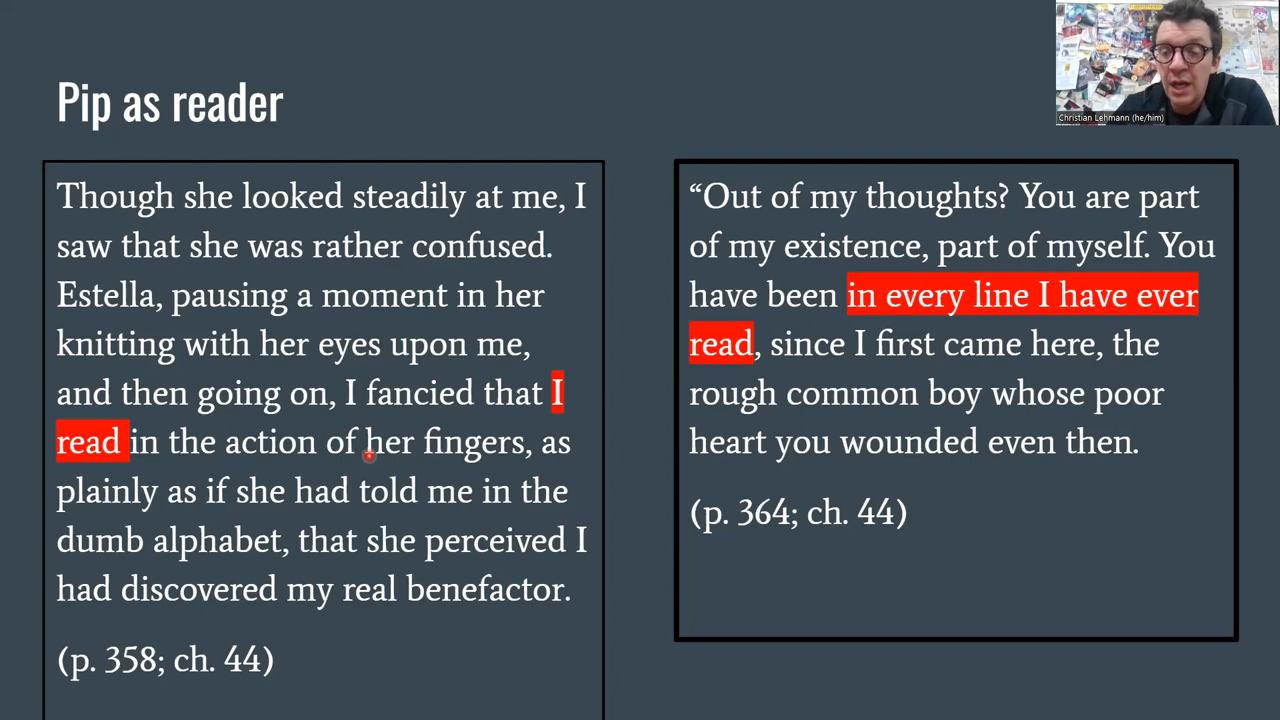 Pip as reader
Christian Lehmann (he/him)
Though she looked steadily at me, I
saw that she was rather confused.
Estella, pausing a moment in her
knitting with her eyes upon me,
and then going on, I fancied that I
read in the action of her fingers, as
plainly as if she had told me in the
dumb alphabet, that she perceived I
had discovered my real benefactor.
(p. 358; ch. 44)
“Out of my thoughts? You are part
of my existence, part of myself. You
have been in every line I have ever
read, since I first came here, the
rough common boy whose poor
heart you wounded even then.
(p. 364; ch. 44)